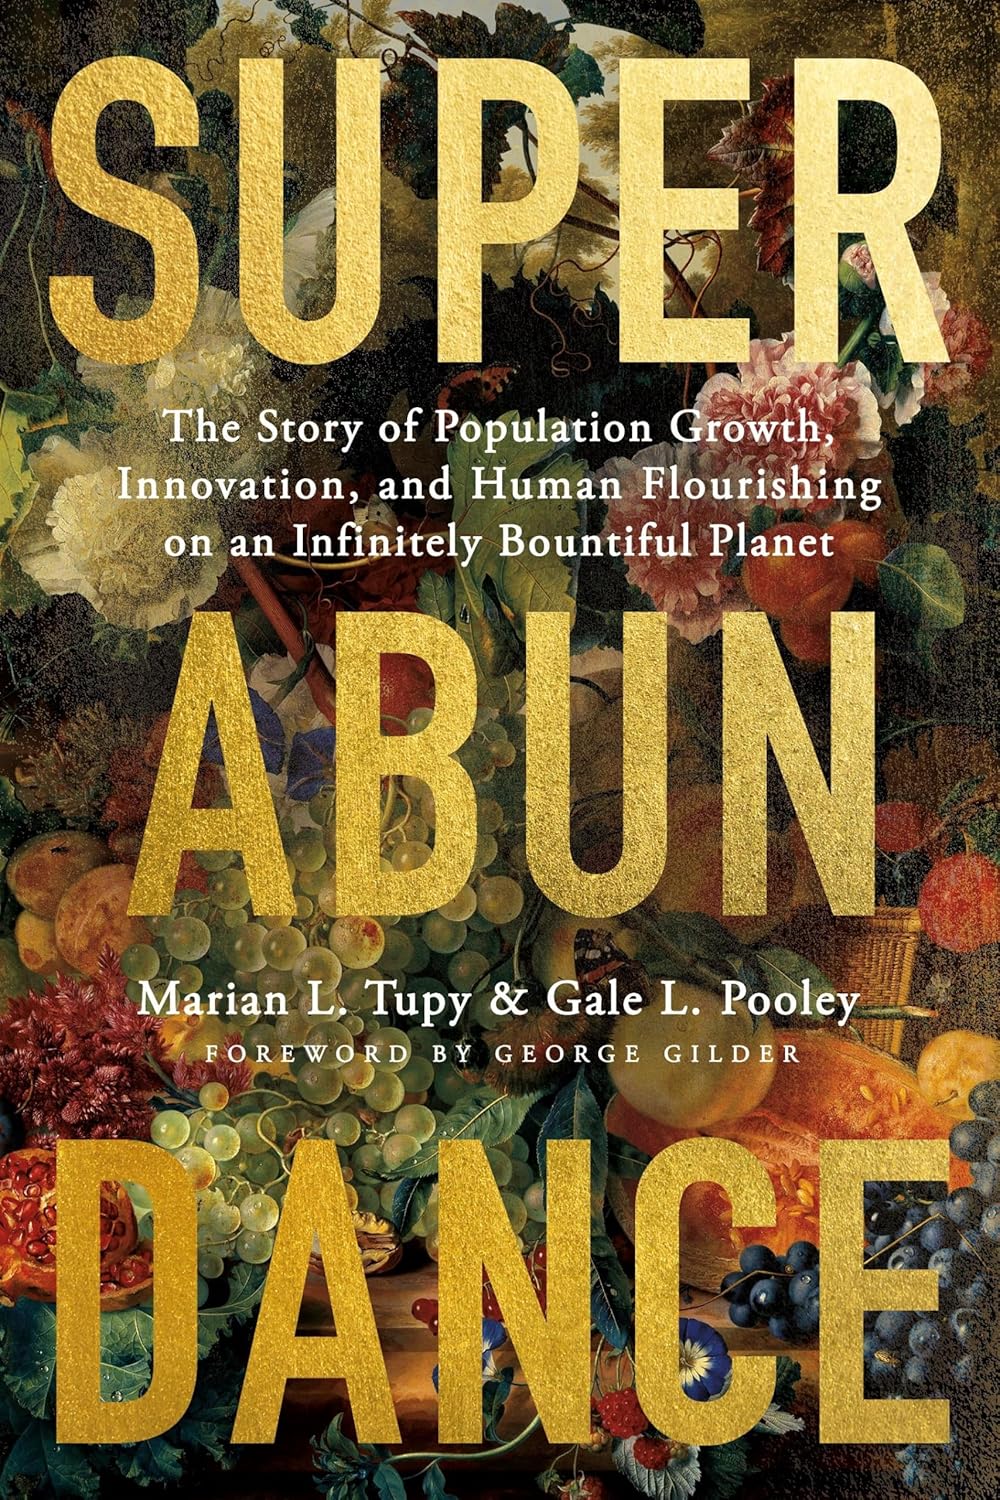 SUPER
The Story of Population Growth,
Innovation, and Human Flourishing
on an Infinitely Bountiful Planet
ABUN
Marian L. Tupy & Gale L. Pooley
FOREWORD BY GEORGE GILDER
DANCE